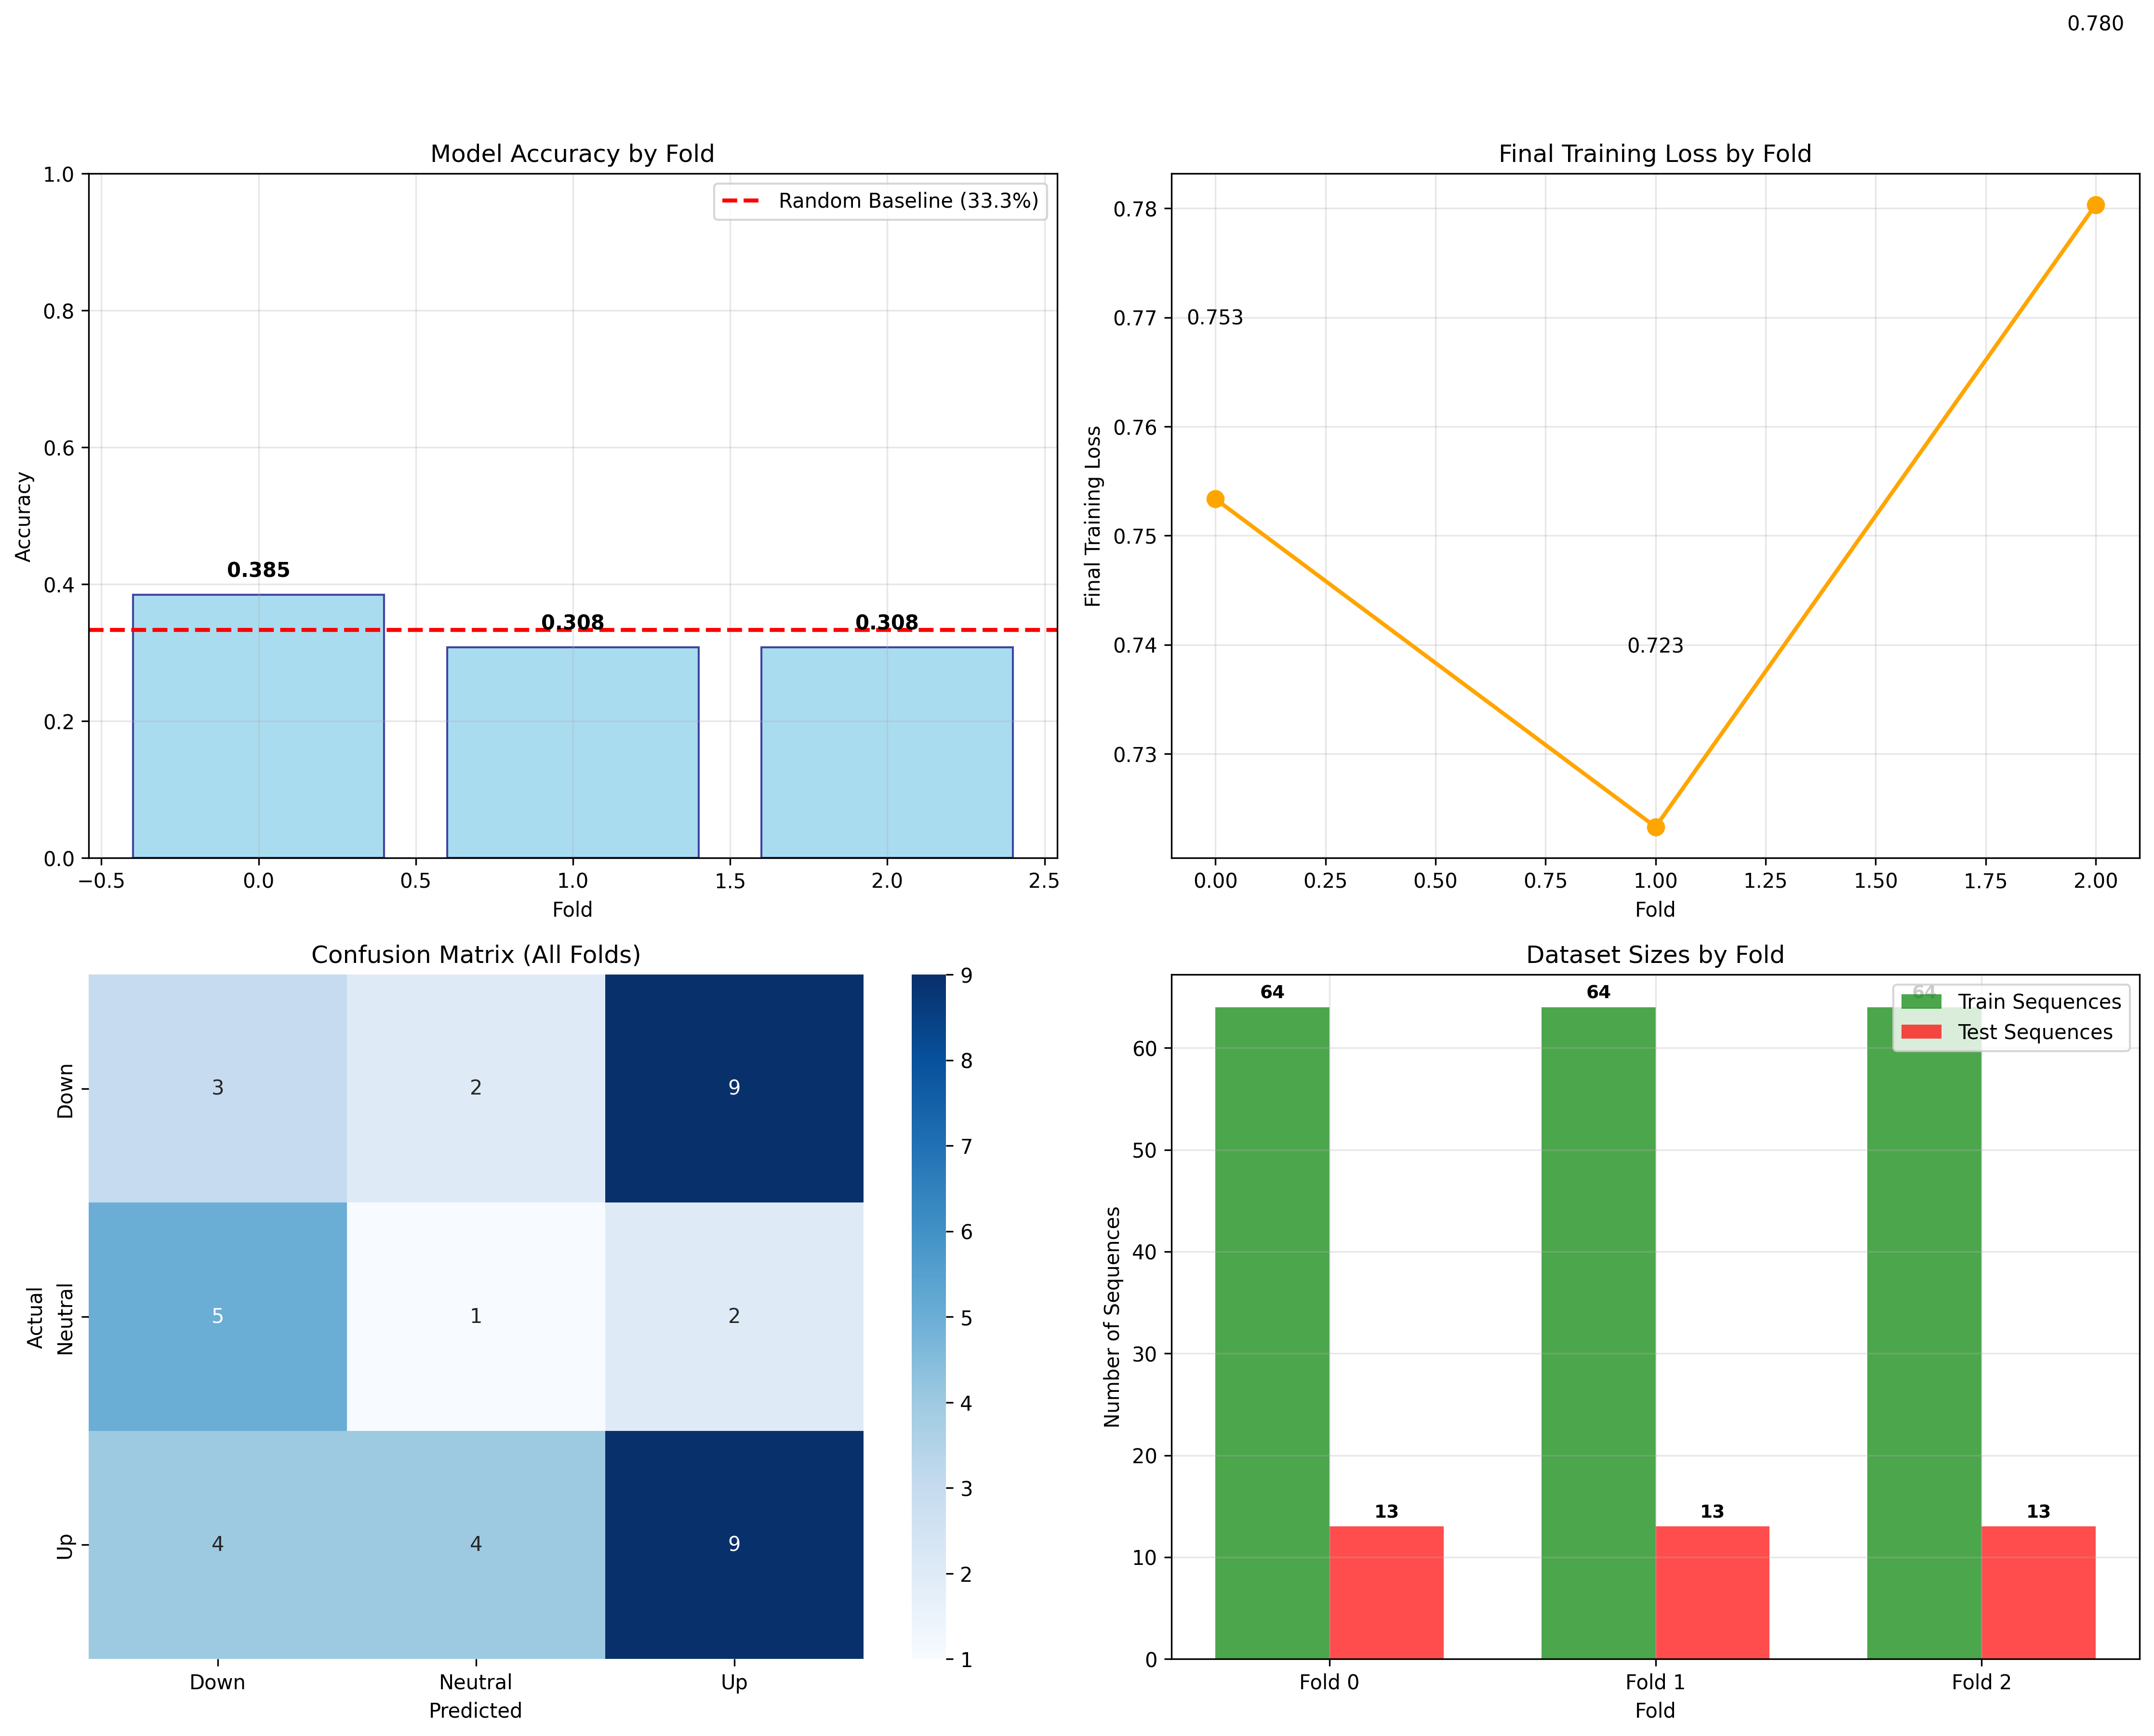 0.780
Model Accuracy by Fold
Random Baseline (33.3%)
Accuracy
1.0
0.8
0.6
0.4
0.2
0.0
0.385
0.308
0.308
−0.5
0.0
0.5
1.0
1.5
2.0
2.5
Fold
Final Training Loss by Fold
Final Training Loss
0.78
0.77
0.76
0.75
0.74
0.73
0.753
0.723
0.00
0.25
0.50
0.75
1.00
1.25
1.50
1.75
2.00
Fold
Confusion Matrix (All Folds)
Actual
Down
Neutral
Up
3
2
9
5
1
2
4
4
9
Down
Neutral
Up
Predicted
9
8
7
6
5
4
3
2
1
Dataset Sizes by Fold
Train Sequences
Test Sequences
Number of Sequences
60
50
40
30
20
10
0
64
64
64
13
13
13
Fold 0
Fold 1
Fold 2
Fold